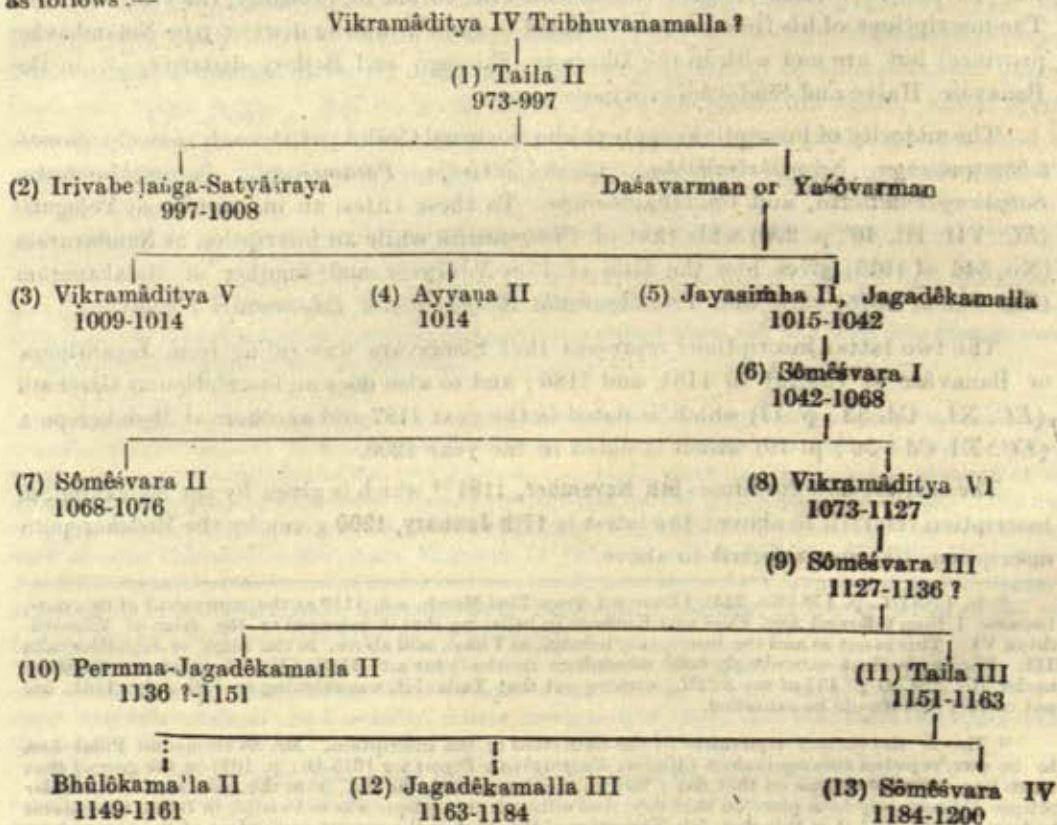 as follows :—
Vikramâditya IV Tribhuvanamalla ?
(1) Taila II
973-997
(2) Irivabeḍaṅga-Satyâśraya Daśavarman or Yaśôvarman
997-1008
(3) Vikramâditya V (4) Ayyaṇa II (5) Jayasiṁha II, Jagadêkamalla
1009-1014 1014 1015-1042
(6) Sômêśvara I
1042-1068
(7) Sômêśvara II (8) Vikramâditya VI
1068-1076 1073-1127
(9) Sômêśvara III
1127-1136 ?
(10) Permma-Jagadêkamalla II (11) Taila III
1136 ?-1151 1151-1163
Bhûlôkama'la II (12) Jagadêkamalla III (13) Sômêśvara IV
1149-1161 1163-1184 1184-1200